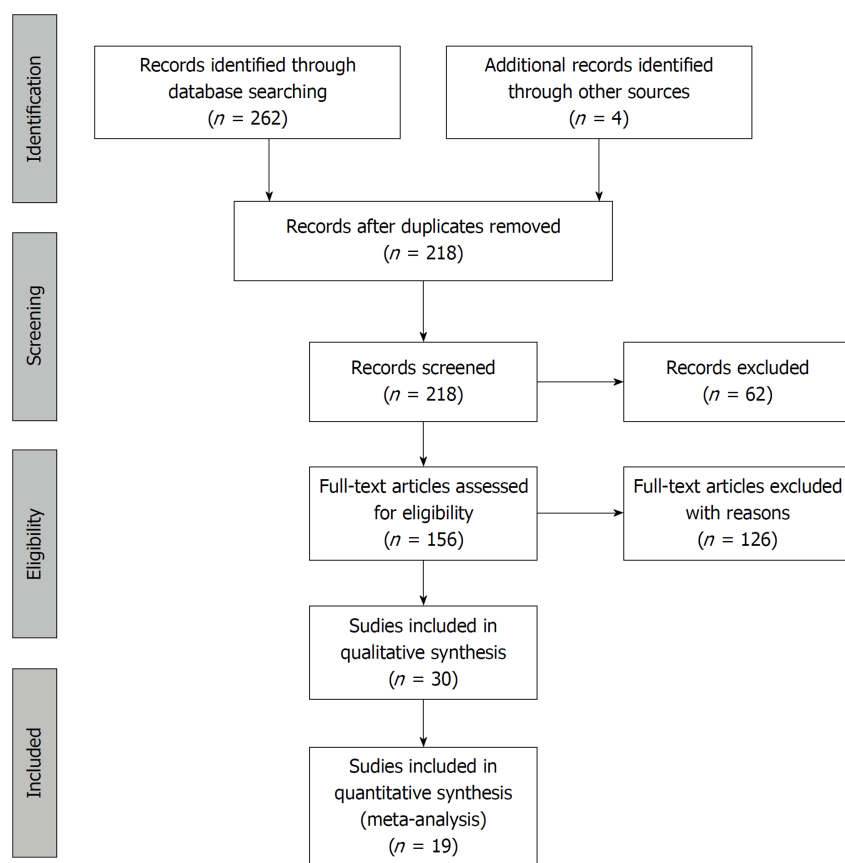 Identification
Records identified through
database searching
(n = 262)
Additional records identified
through other sources
(n = 4)
Records after duplicates removed
(n = 218)
Screening
Records screened
(n = 218)
Records excluded
(n = 62)
Eligibility
Full-text articles assessed
for eligibility
(n = 156)
Full-text articles excluded
with reasons
(n = 126)
Sudies included in
qualitative synthesis
(n = 30)
Included
Sudies included in
quantitative synthesis
(meta-analysis)
(n = 19)